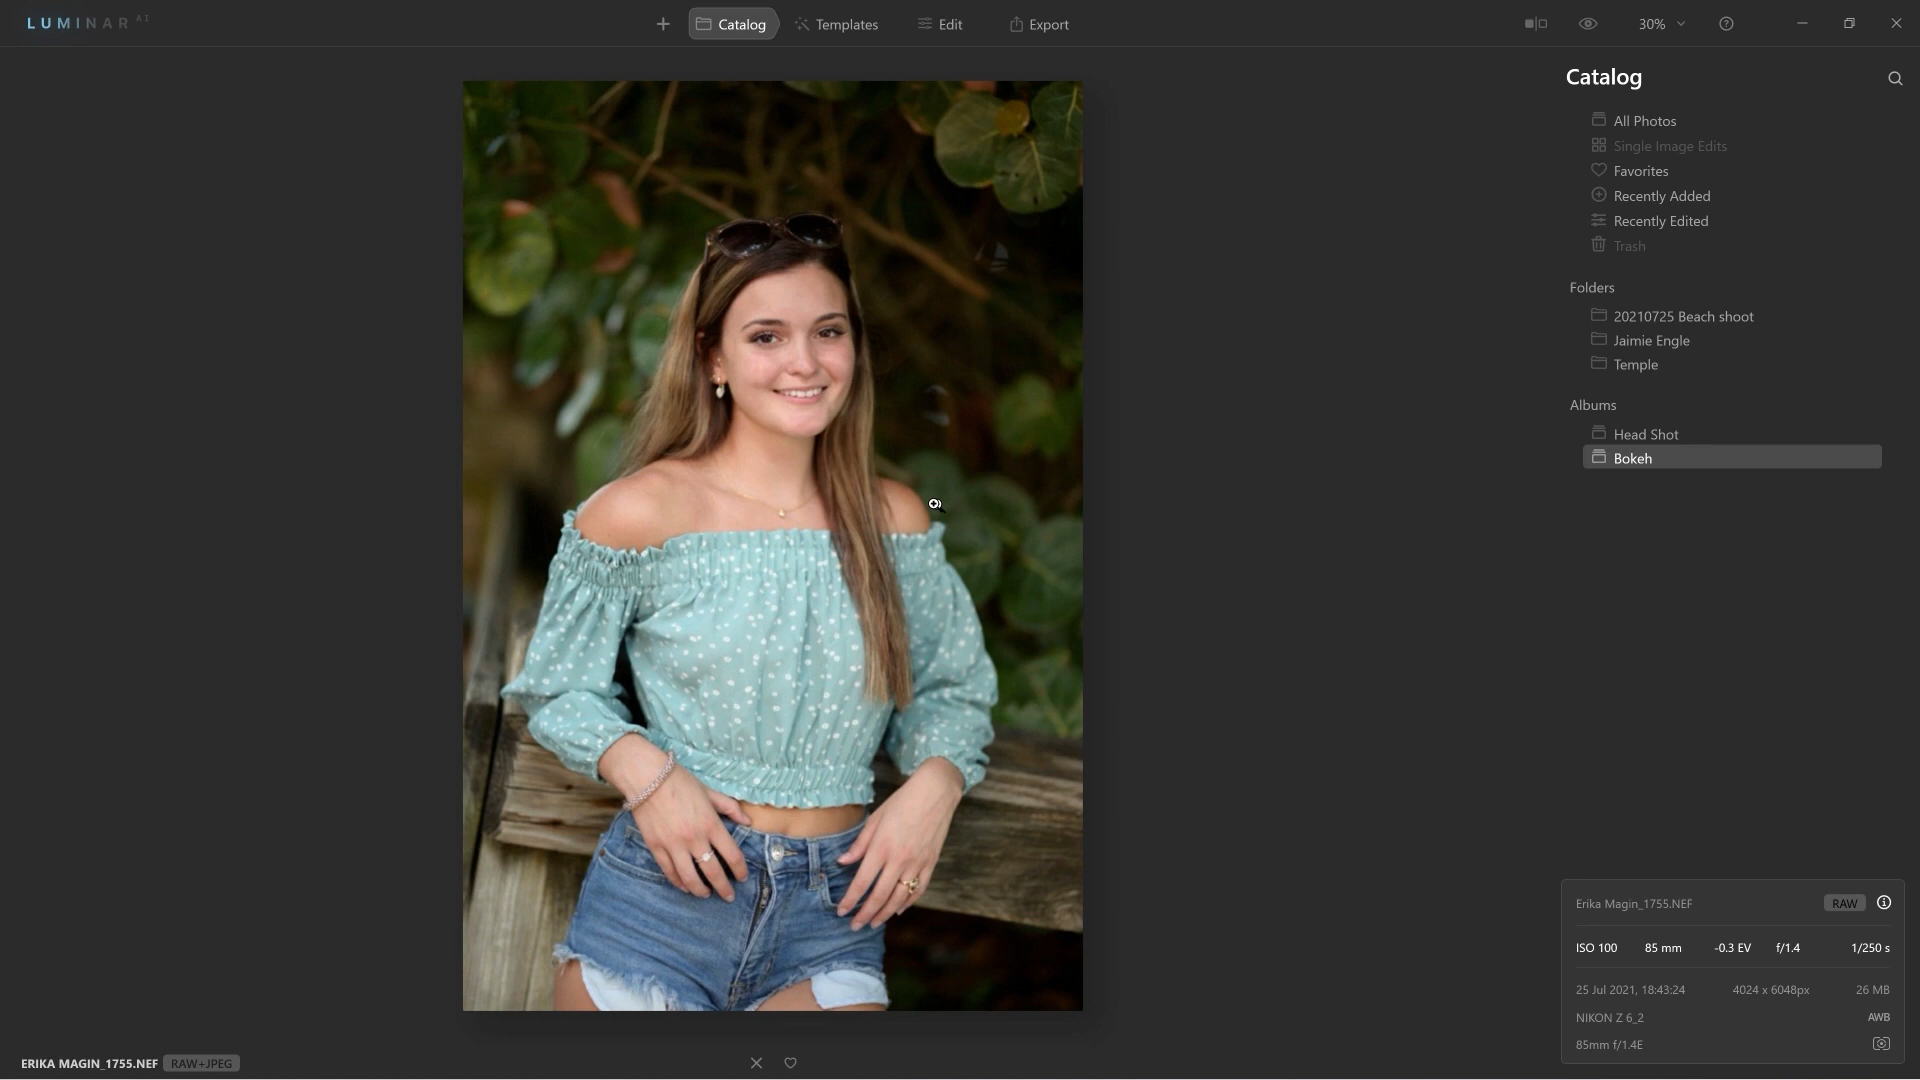 LUMINAR AI
Catalog
Templates
Edit
Export
30%
Catalog
All Photos
Single Image Edits
Favorites
Recently Added
Recently Edited
Trash
Folders
20210725 Beach shoot
Jaimie Engle
Temple
Albums
Head Shot
Bokeh
Erika Magin_1755.NEF RAW
ISO 100 85 mm -0.3 EV f/1.4 1/250 s
25 Jul 2021, 18:43:24 4024 x 6048px 26 MB
NIKON Z 6_2 AWB
85mm f/1.4E
ERIKA MAGIN_1755.NEF RAW+JPEG